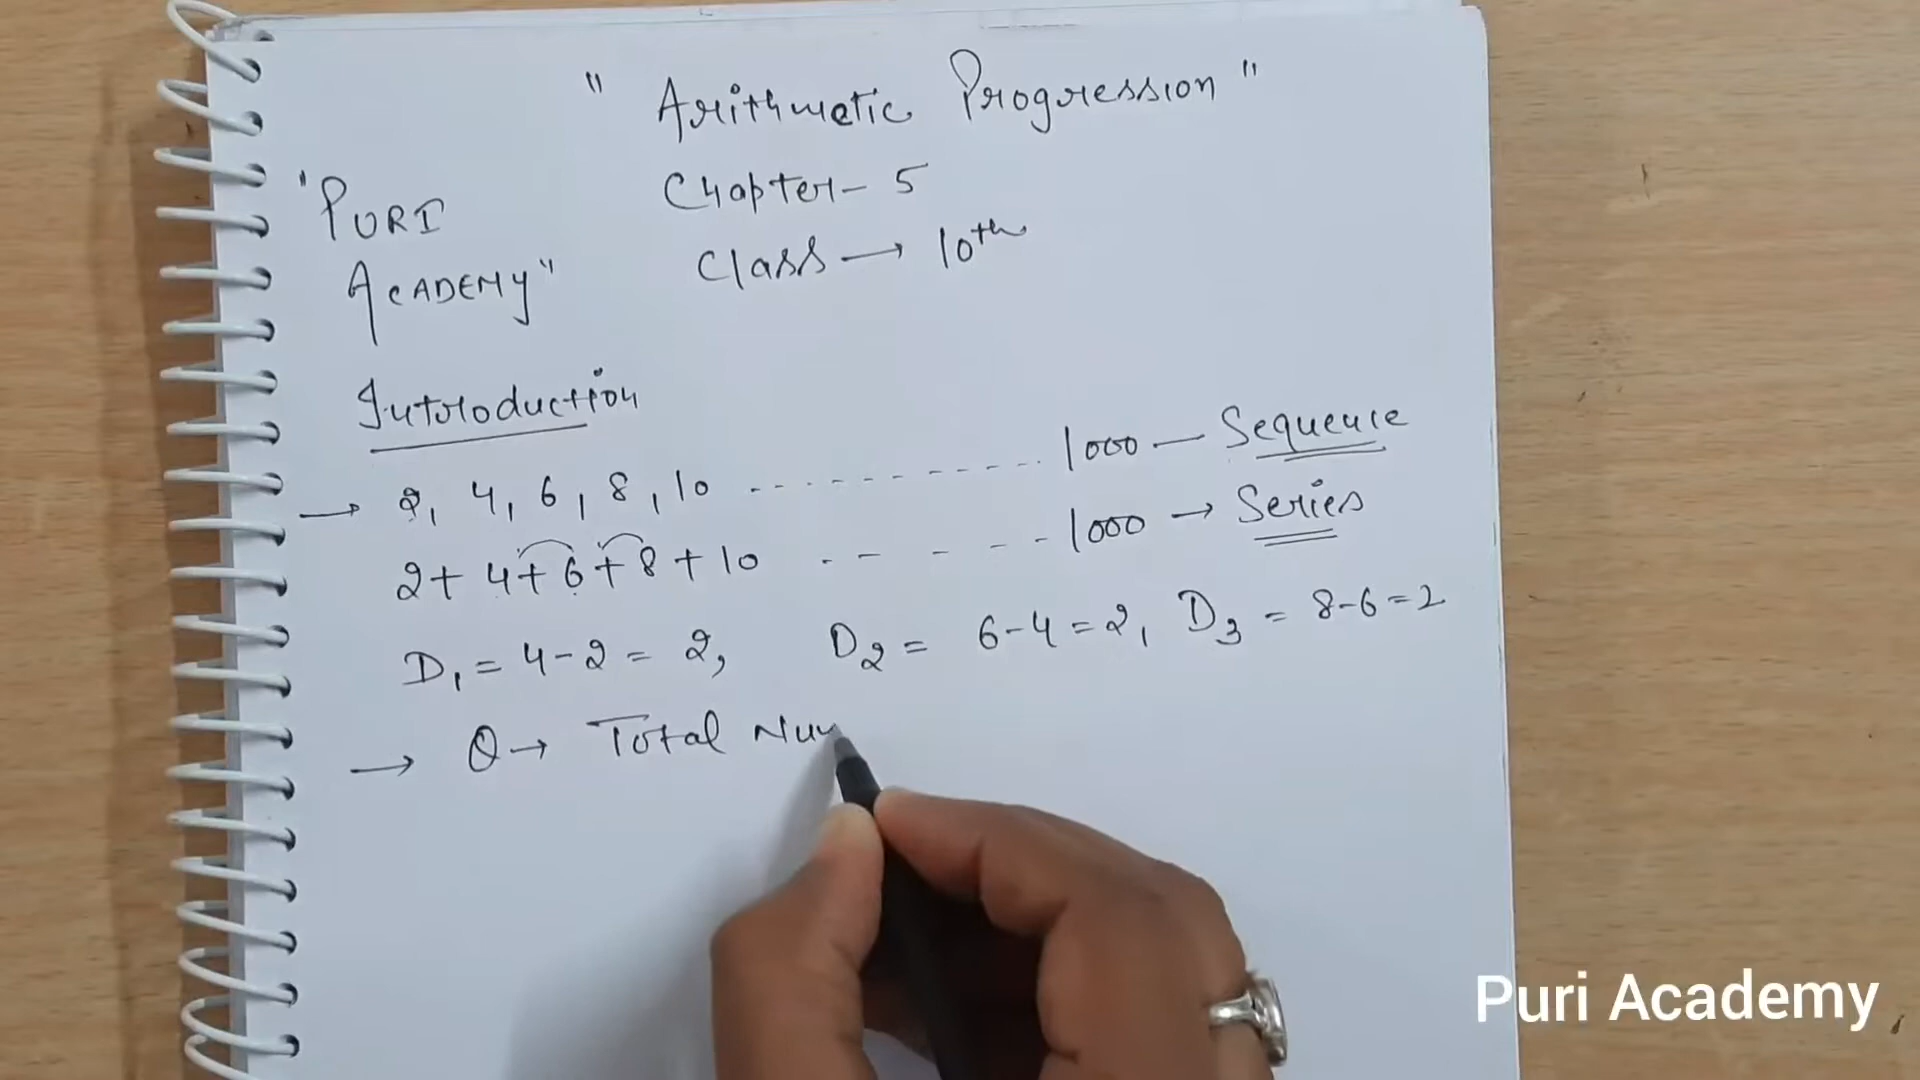 " Arithmetic Progression "
Chapter - 5
Class → 10th
"PURI
ACADEMY"
Introduction
→ 2, 4, 6, 8, 10 ----------- 1000 — Sequence
2 + 4 + 6 + 8 + 10 - - - - - - 1000 → Series
D₁ = 4 - 2 = 2, D₂ = 6 - 4 = 2, D₃ = 8 - 6 = 2
→ Q → Total Num
Puri Academy